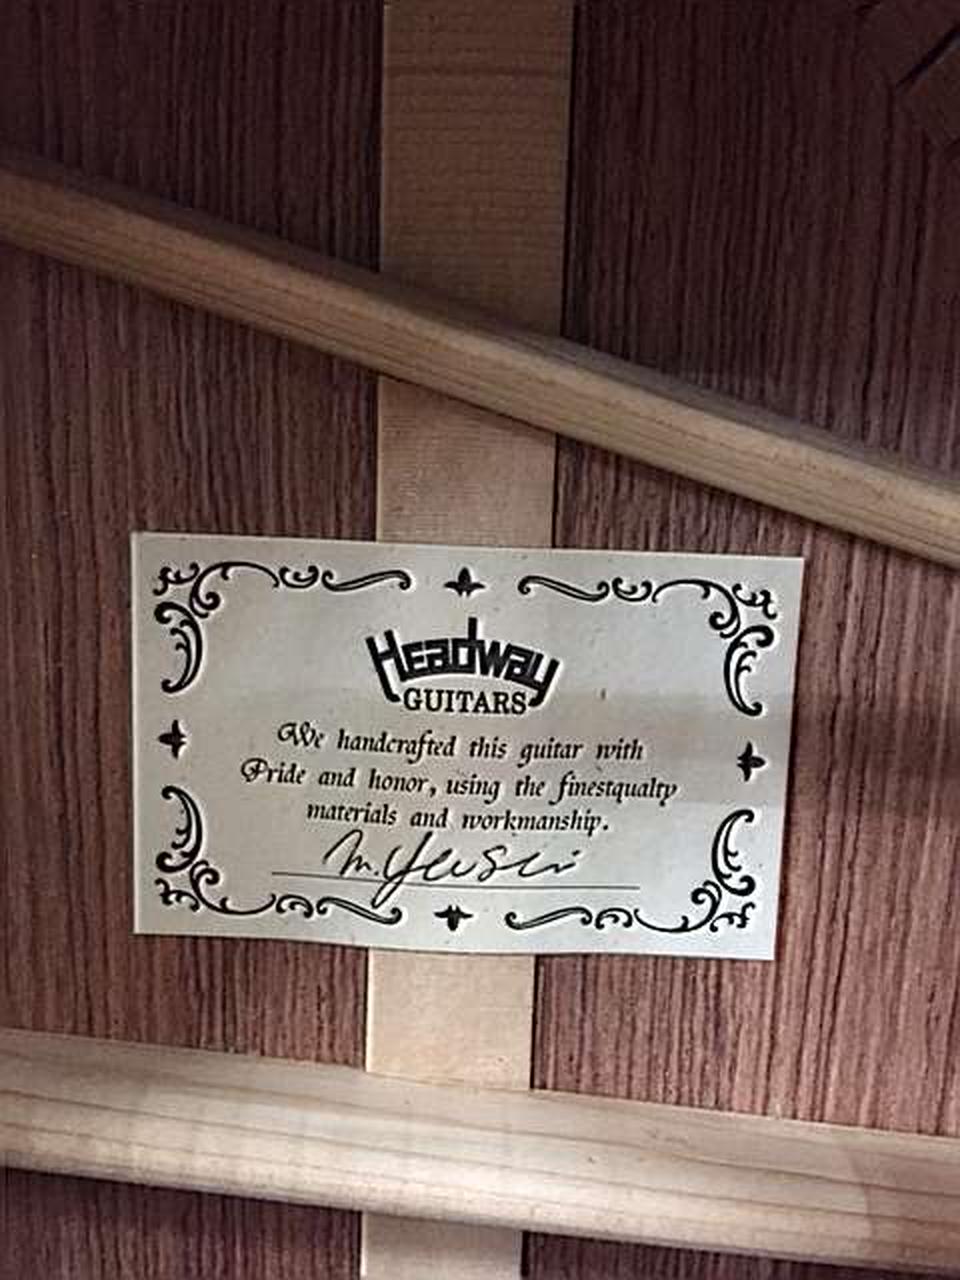 Headway
GUITARS
We handcrafted this guitar with
Pride and honor, using the finestqualty
materials and workmanship.